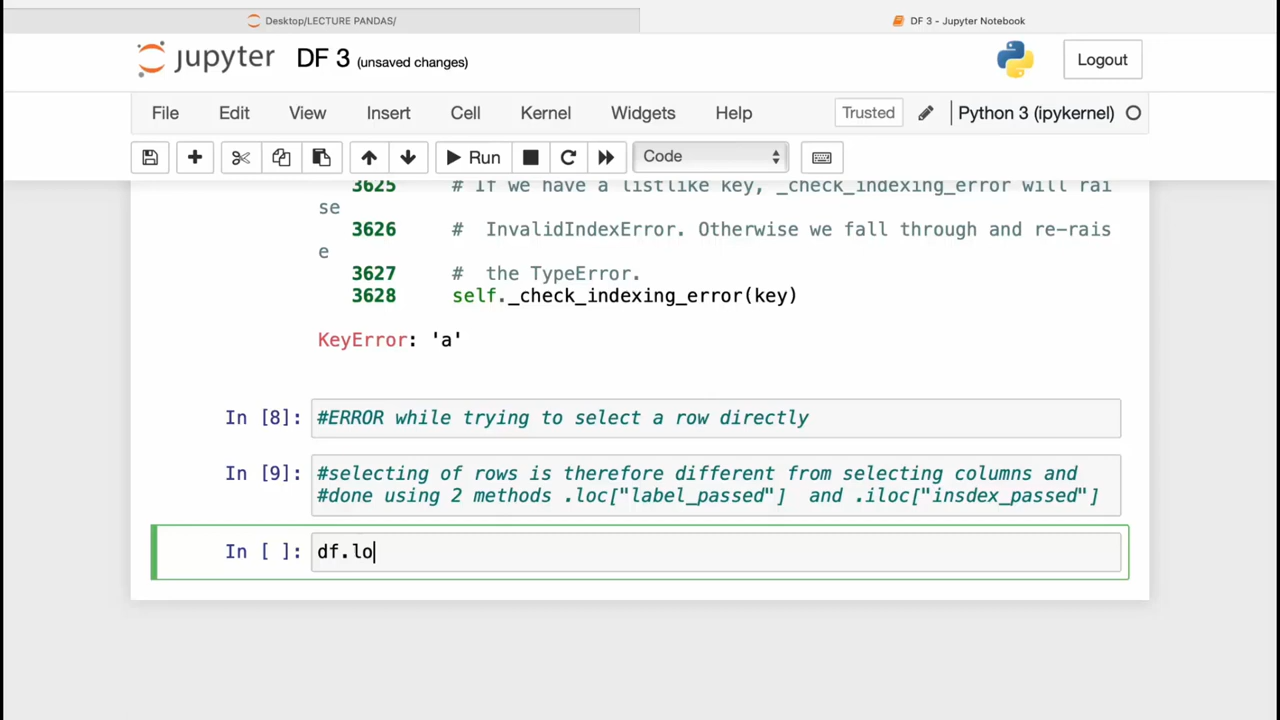 Desktop/LECTURE PANDAS/
DF 3 - Jupyter Notebook
jupyter DF 3 (unsaved changes)
Logout
File Edit View Insert Cell Kernel Widgets Help Trusted Python 3 (ipykernel)
Run Code
3625 # If we have a listlike key, _check_indexing_error will rai
se
3626 #  InvalidIndexError. Otherwise we fall through and re-rais
e
3627 #  the TypeError.
3628 self._check_indexing_error(key)
KeyError: 'a'
In [8]: #ERROR while trying to select a row directly
In [9]: #selecting of rows is therefore different from selecting columns and
#done using 2 methods .loc["label_passed"]  and .iloc["insdex_passed"]
In [ ]: df.lo